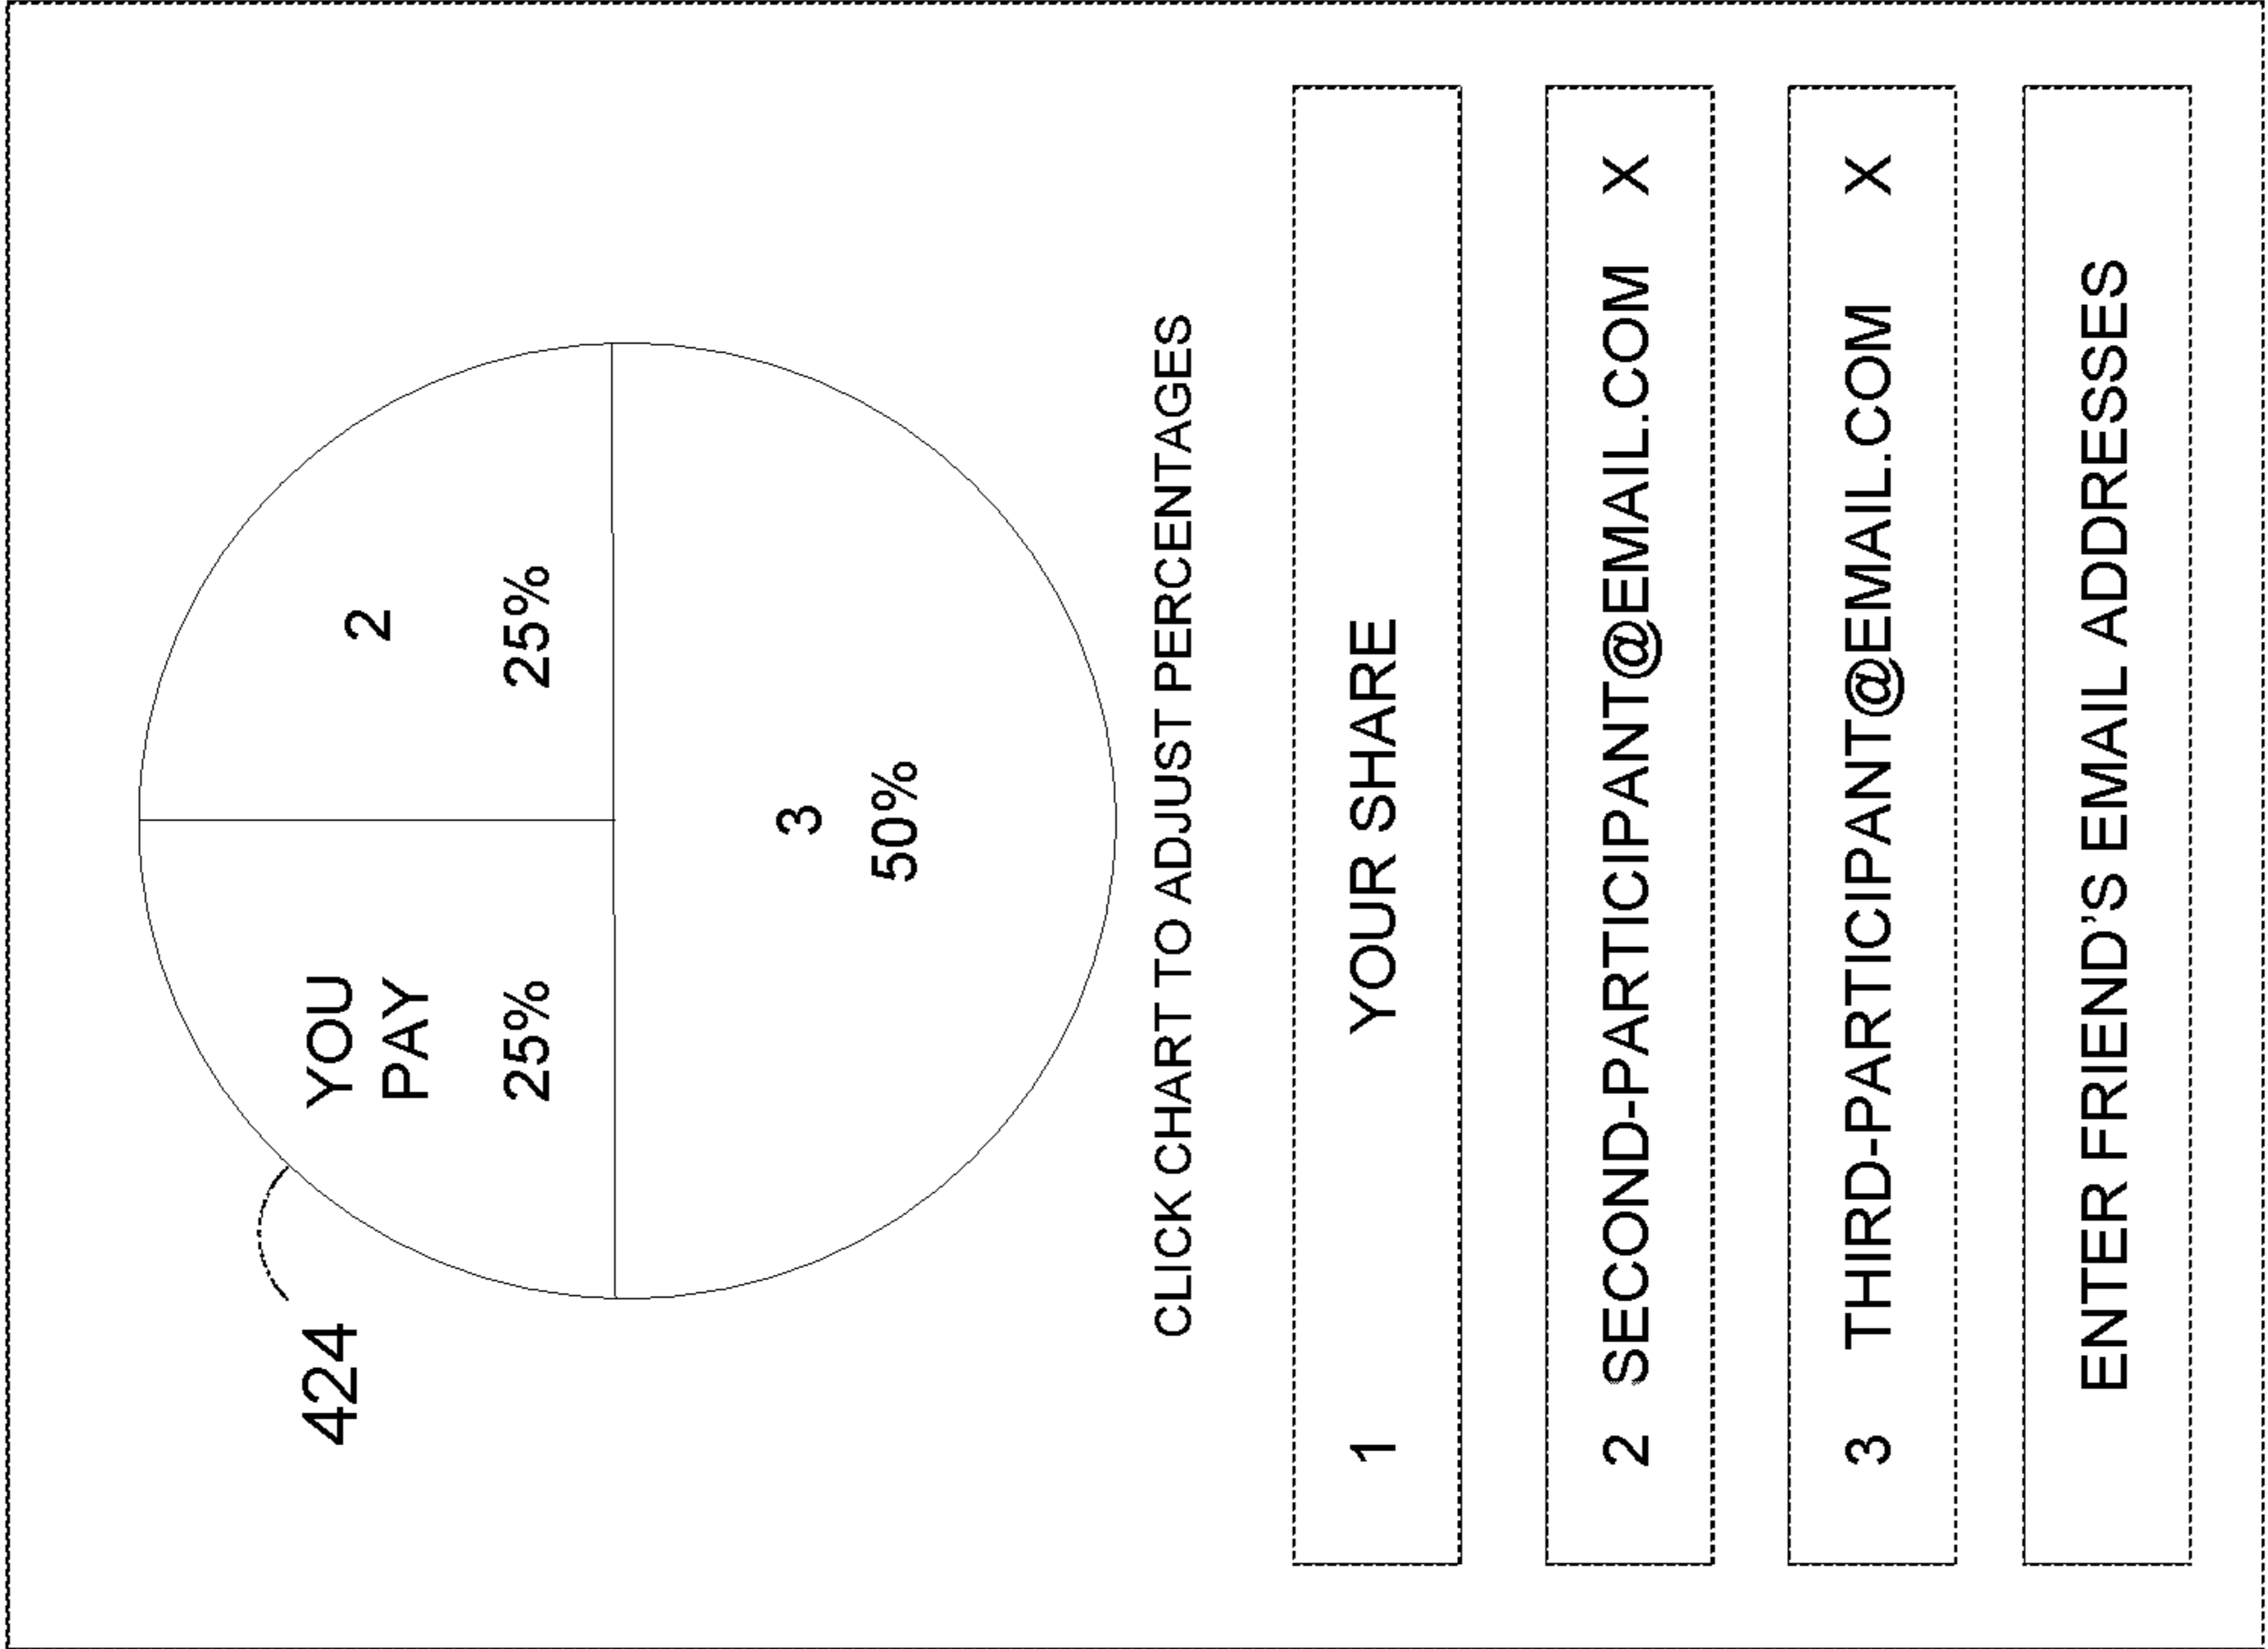 424
YOU
PAY
25%
2
25%
3
50%
CLICK CHART TO ADJUST PERCENTAGES
1 YOUR SHARE
2 SECOND-PARTICIPANT@EMAIL.COM X
3 THIRD-PARTICIPANT@EMAIL.COM X
ENTER FRIEND'S EMAIL ADDRESSES